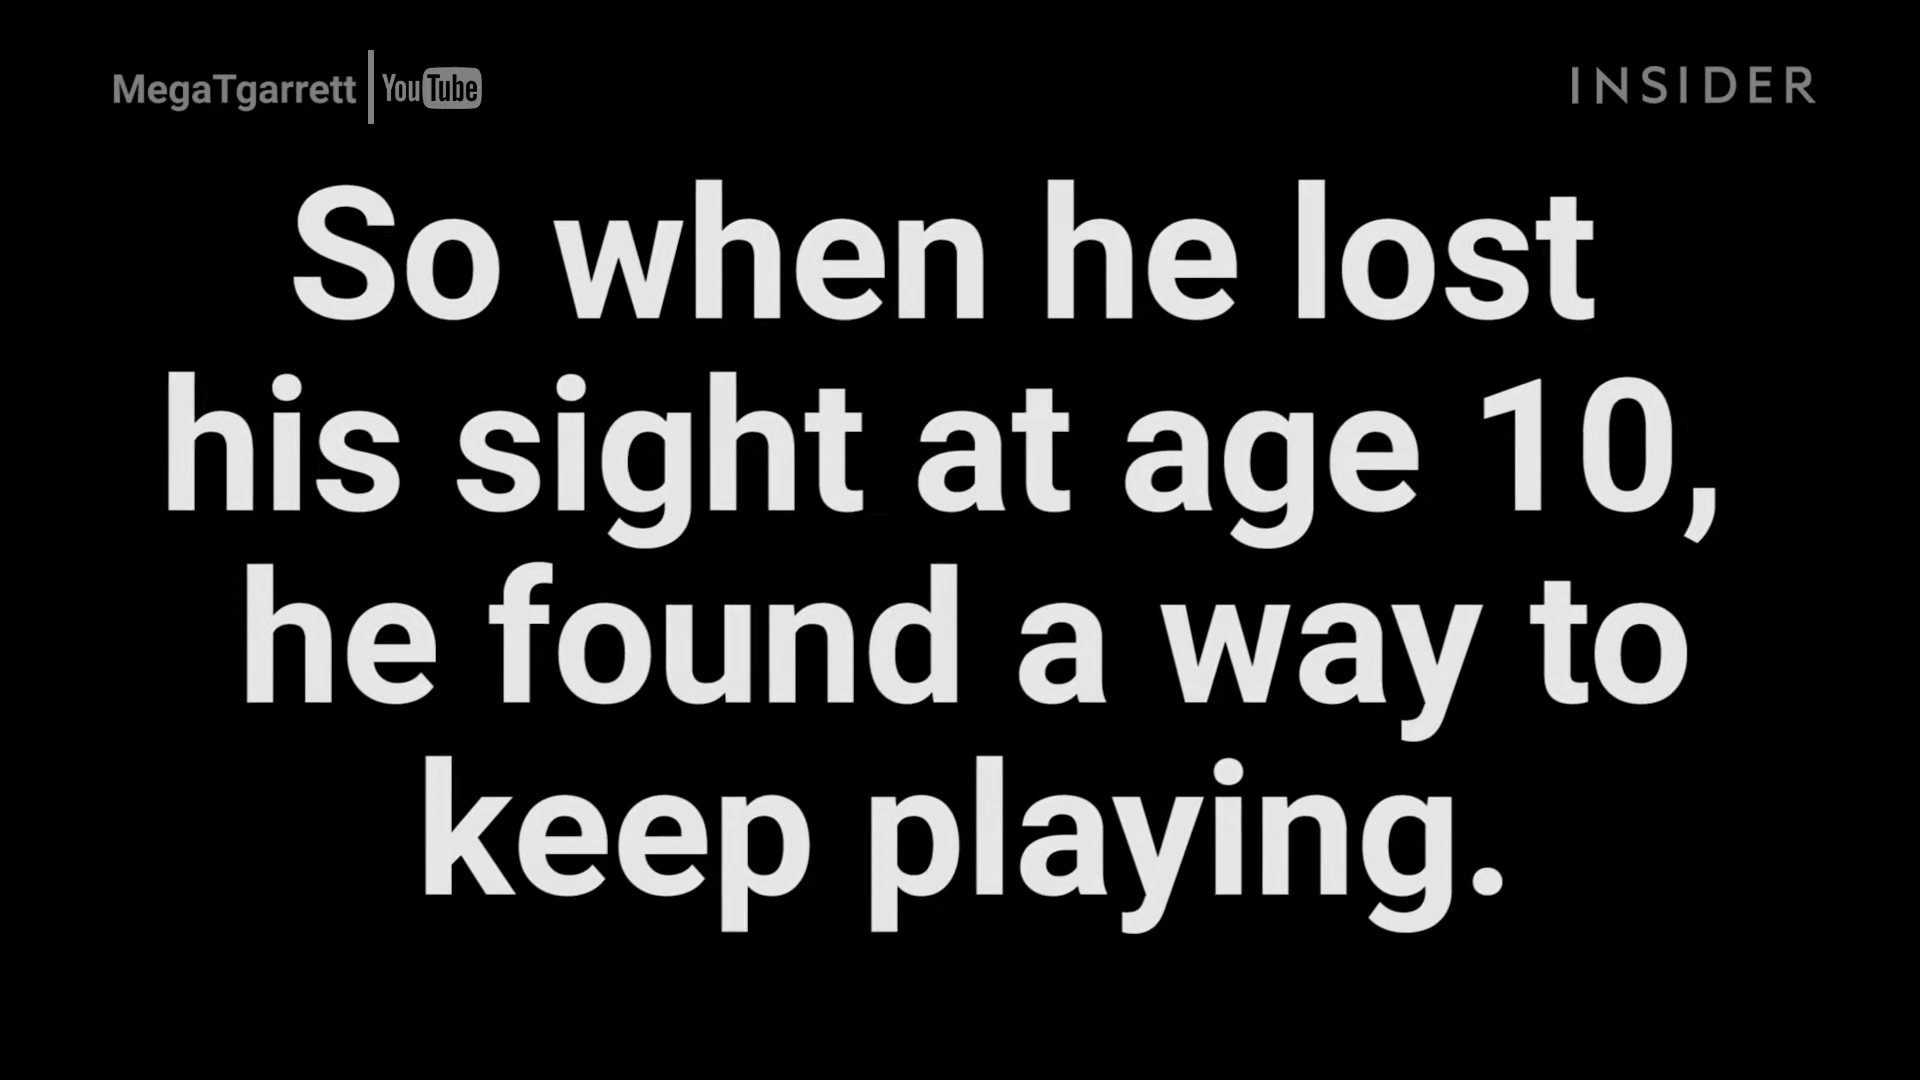 MegaTgarrett YouTube INSIDER
So when he lost
his sight at age 10,
he found a way to
keep playing.